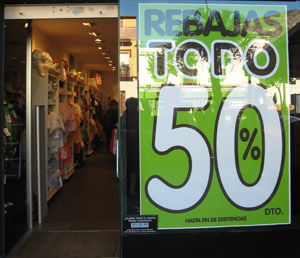 REBAJAS
TODO
50%
DTO.
HASTA FIN DE EXISTENCIAS